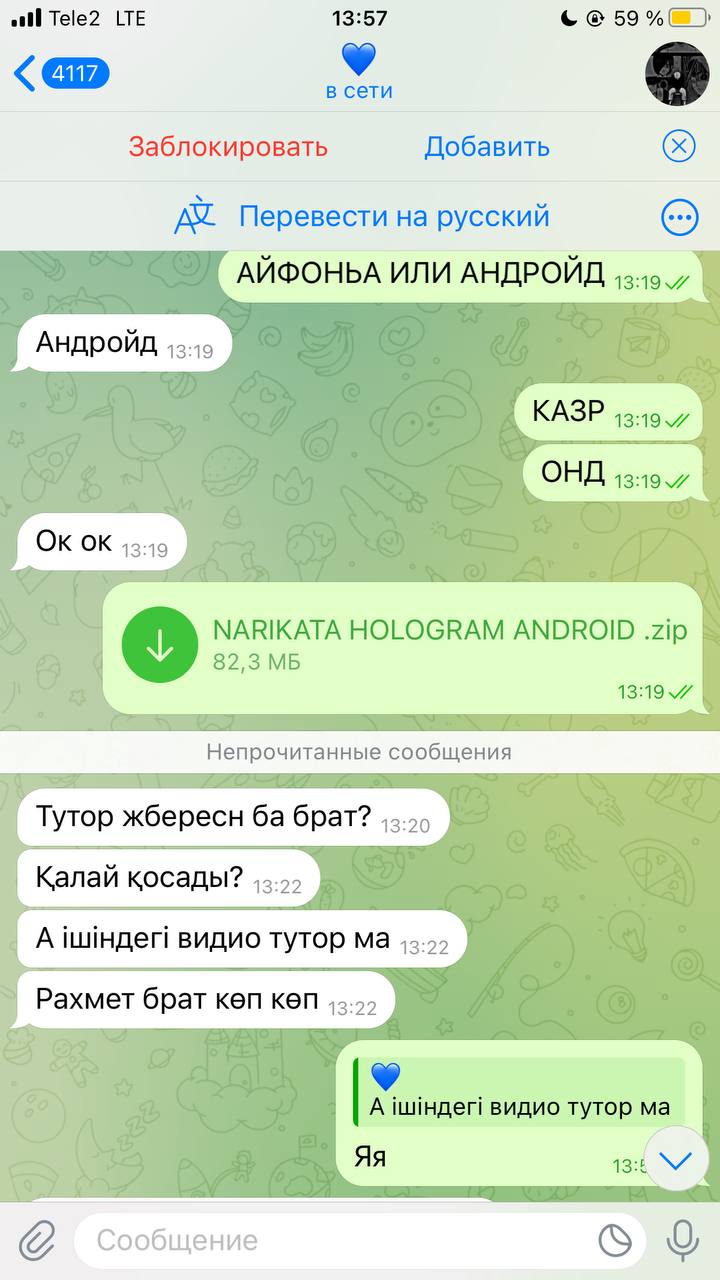 Tele2 LTE 13:57 59 %
4117 💙
в сети
Заблокировать Добавить
Перевести на русский
АЙФОНЬА ИЛИ АНДРОЙД 13:19
Андройд 13:19
КАЗР 13:19
ОНД 13:19
Ок ок 13:19
NARIKATA HOLOGRAM ANDROID .zip
82,3 МБ
13:19
Непрочитанные сообщения
Тутор жбересн ба брат? 13:20
Қалай қосады? 13:22
А ішіндегі видио тутор ма 13:22
Рахмет брат көп көп 13:22
💙
А ішіндегі видио тутор ма
Яя
Сообщение